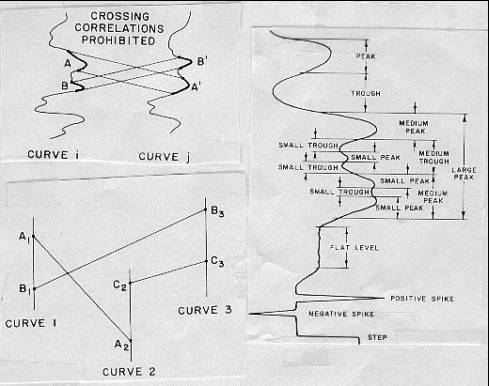 CROSSING
CORRELATIONS
PROHIBITED
A
B
B'
A'
CURVE i
CURVE j
A1
B1
CURVE 1
C2
A2
CURVE 2
B3
C3
CURVE 3
PEAK
TROUGH
MEDIUM
PEAK
SMALL TROUGH
SMALL PEAK
MEDIUM
TROUGH
SMALL TROUGH
LARGE
PEAK
SMALL PEAK
SMALL TROUGH
MEDIUM
PEAK
SMALL PEAK
FLAT LEVEL
POSITIVE SPIKE
NEGATIVE SPIKE
STEP